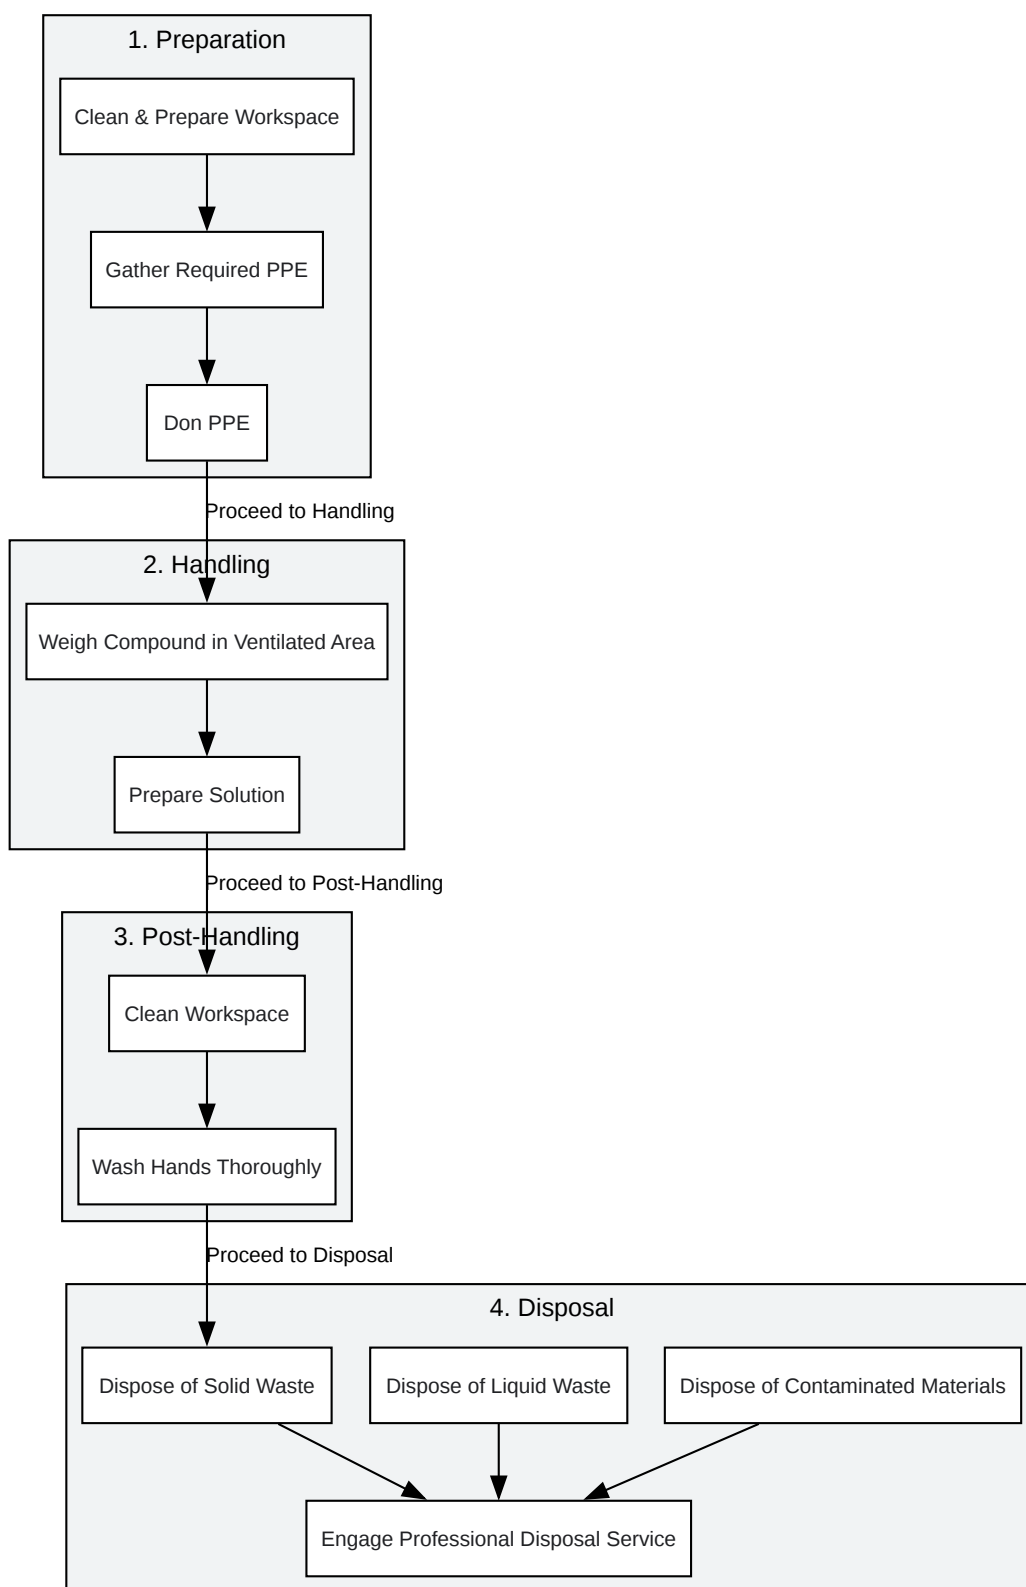 1. Preparation
Clean & Prepare Workspace
Gather Required PPE
Don PPE
Proceed to Handling
2. Handling
Weigh Compound in Ventilated Area
Prepare Solution
Proceed to Post-Handling
3. Post-Handling
Clean Workspace
Wash Hands Thoroughly
Proceed to Disposal
4. Disposal
Dispose of Solid Waste
Dispose of Liquid Waste
Dispose of Contaminated Materials
Engage Professional Disposal Service